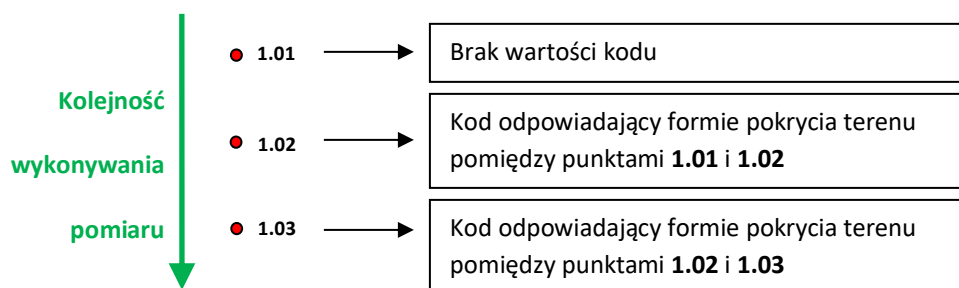 Kolejność
wykonywania
pomiaru
1.01
Brak wartości kodu
1.02
Kod odpowiadający formie pokrycia terenu
pomiędzy punktami 1.01 i 1.02
1.03
Kod odpowiadający formie pokrycia terenu
pomiędzy punktami 1.02 i 1.03